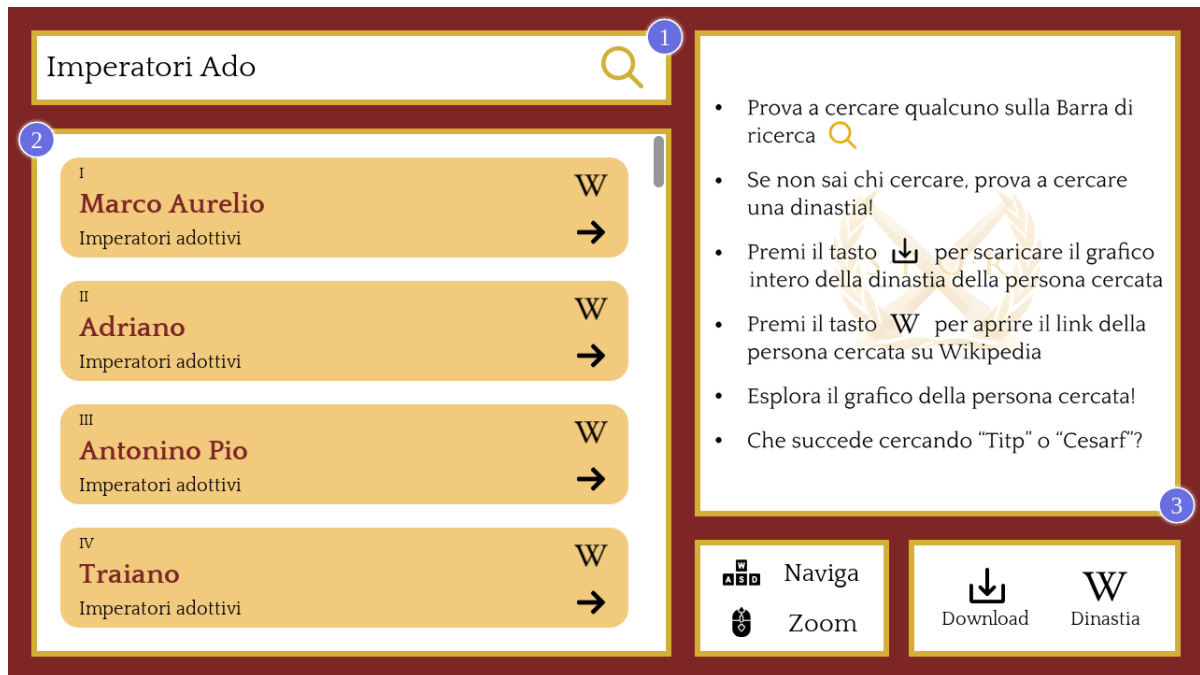 Imperatori Ado
1
2
I
Marco Aurelio
Imperatori adottivi
W
II
Adriano
Imperatori adottivi
W
III
Antonino Pio
Imperatori adottivi
W
IV
Traiano
Imperatori adottivi
W
• Prova a cercare qualcuno sulla Barra di
ricerca
• Se non sai chi cercare, prova a cercare
una dinastia!
• Premi il tasto per scaricare il grafico
intero della dinastia della persona cercata
• Premi il tasto W per aprire il link della
persona cercata su Wikipedia
• Esplora il grafico della persona cercata!
• Che succede cercando “Titp” o “Cesarf”?
S P Q R
3
W
A S D
Naviga
Zoom
Download
W
Dinastia